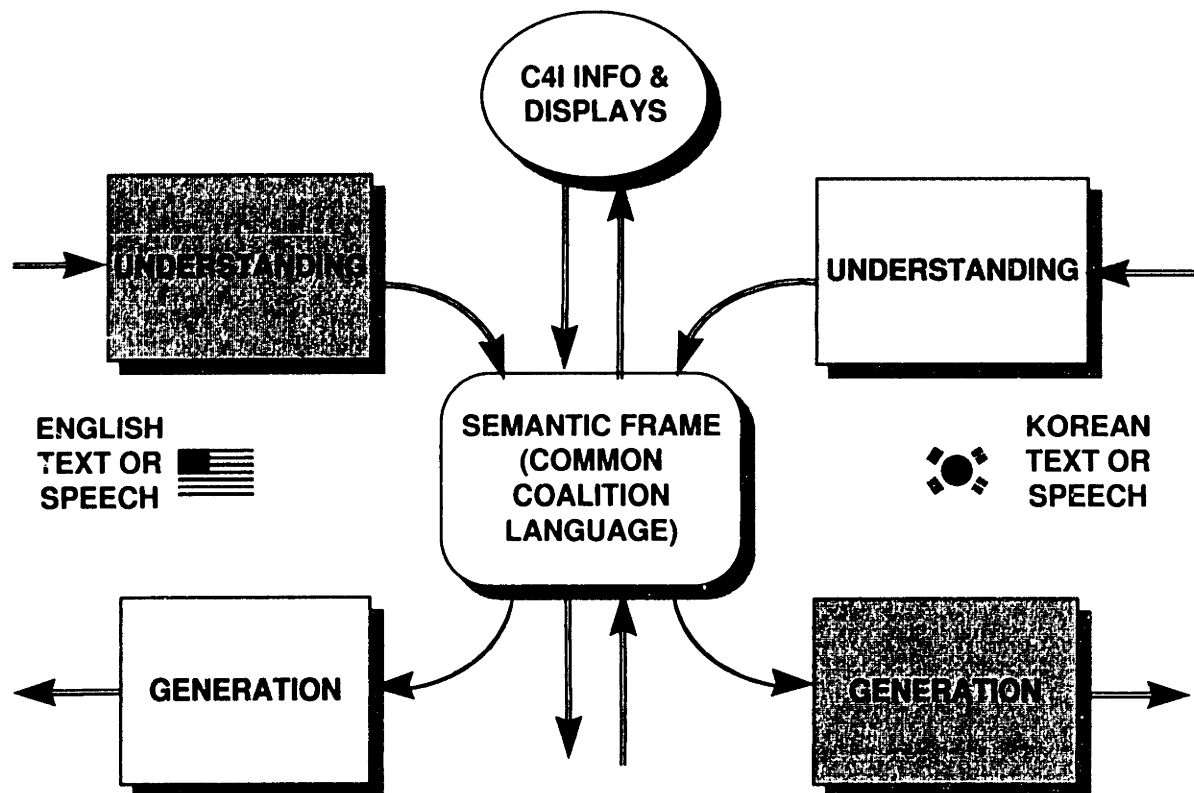 C4I INFO &
DISPLAYS
UNDERSTANDING
UNDERSTANDING
ENGLISH
TEXT OR
SPEECH
SEMANTIC FRAME
(COMMON
COALITION
LANGUAGE)
KOREAN
TEXT OR
SPEECH
GENERATION
GENERATION